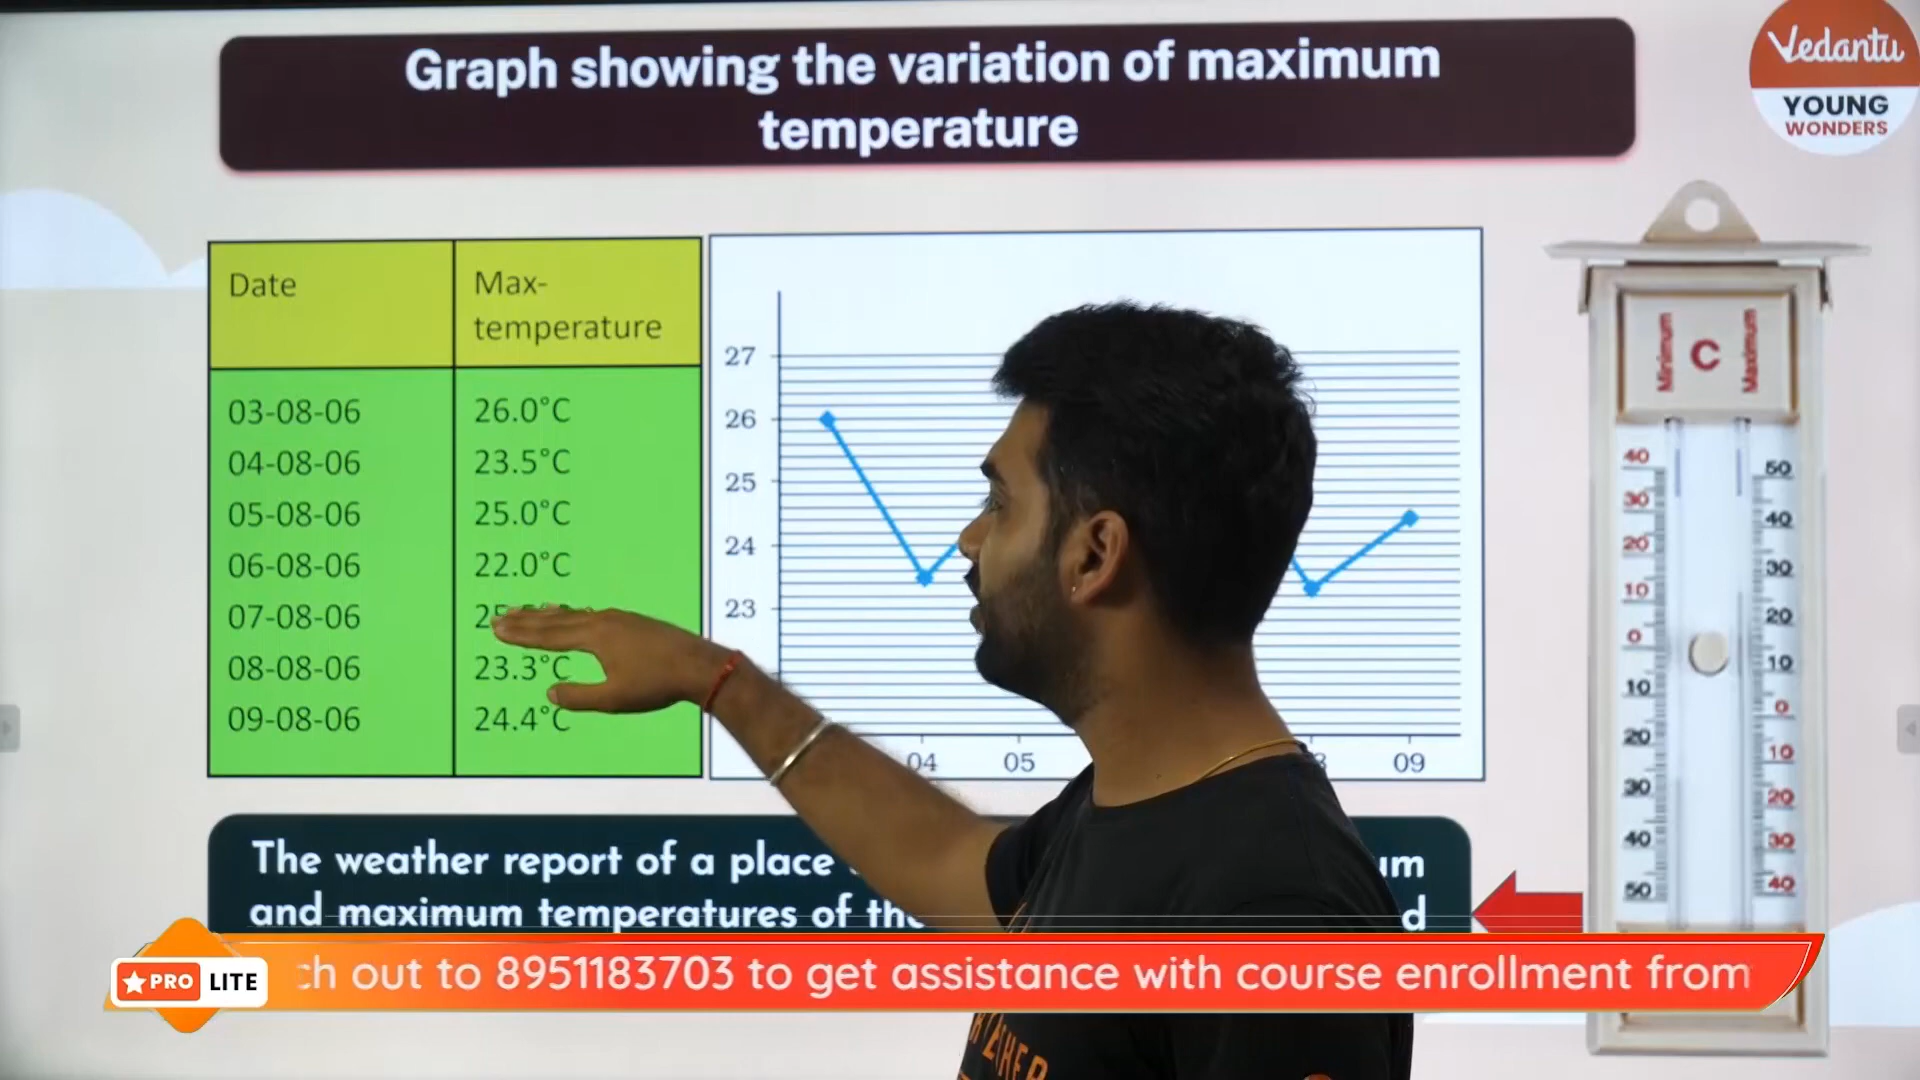 Graph showing the variation of maximum
temperature
Vedantu
YOUNG
WONDERS
Date
Max-
temperature
03-08-06 26.0°C
04-08-06 23.5°C
05-08-06 25.0°C
06-08-06 22.0°C
07-08-06
08-08-06 23.3°C
09-08-06 24.4°C
27
26
25
24
23
04 05 09
Minimum C Maximum
40 50
30 40
20 30
10 20
0 10
10 0
20 10
30 20
40 30
50 40
The weather report of a place
and maximum temperatures of
PRO LITE out to 8951183703 to get assistance with course enrollment from